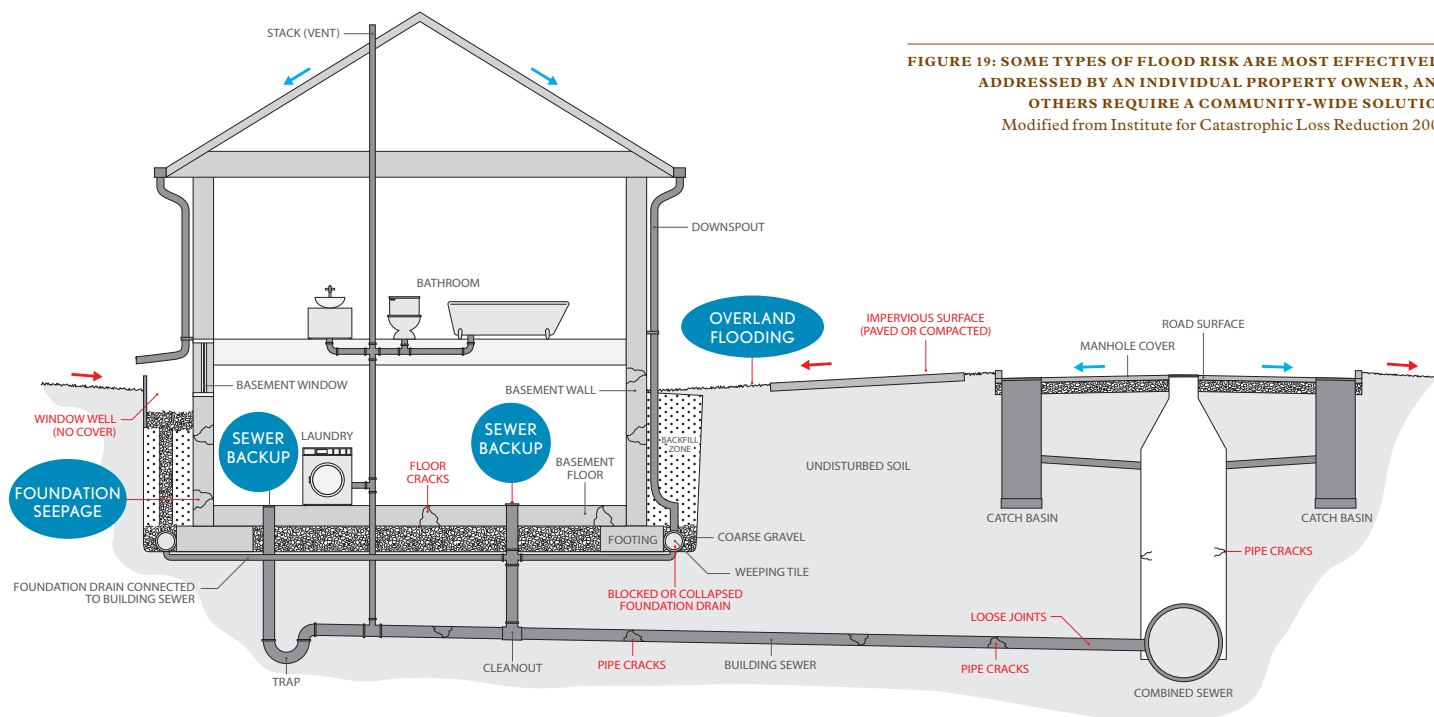 STACK (VENT)
FIGURE 19: SOME TYPES OF FLOOD RISK ARE MOST
ADDRESSED BY AN INDIVIDUAL PROPERTY OWNER,
OTHERS REQUIRE A COMMUNITY-WIDE
Modified from Institute for Catastrophic Loss Reduction
DOWNSPOUT
BATHROOM
OVERLAND
FLOODING
IMPERVIOUS SURFACE
(PAVED OR COMPACTED)
ROAD SURFACE
MANHOLE COVER
BASEMENT WINDOW
BASEMENT WALL
WINDOW WELL
(NO COVER)
SEWER
BACKUP
LAUNDRY
SEWER
BACKUP
BACKFILL
ZONE
FLOOR
CRACKS
BASEMENT
FLOOR
UNDISTURBED SOIL
FOUNDATION
SEEPAGE
CATCH BASIN
CATCH BASIN
FOOTING
COARSE GRAVEL
PIPE CRACKS
WEEPING TILE
FOUNDATION DRAIN CONNECTED
TO BUILDING SEWER
BLOCKED OR COLLAPSED
FOUNDATION DRAIN
LOOSE JOINTS
TRAP
CLEANOUT
PIPE CRACKS
BUILDING SEWER
PIPE CRACKS
COMBINED SEWER